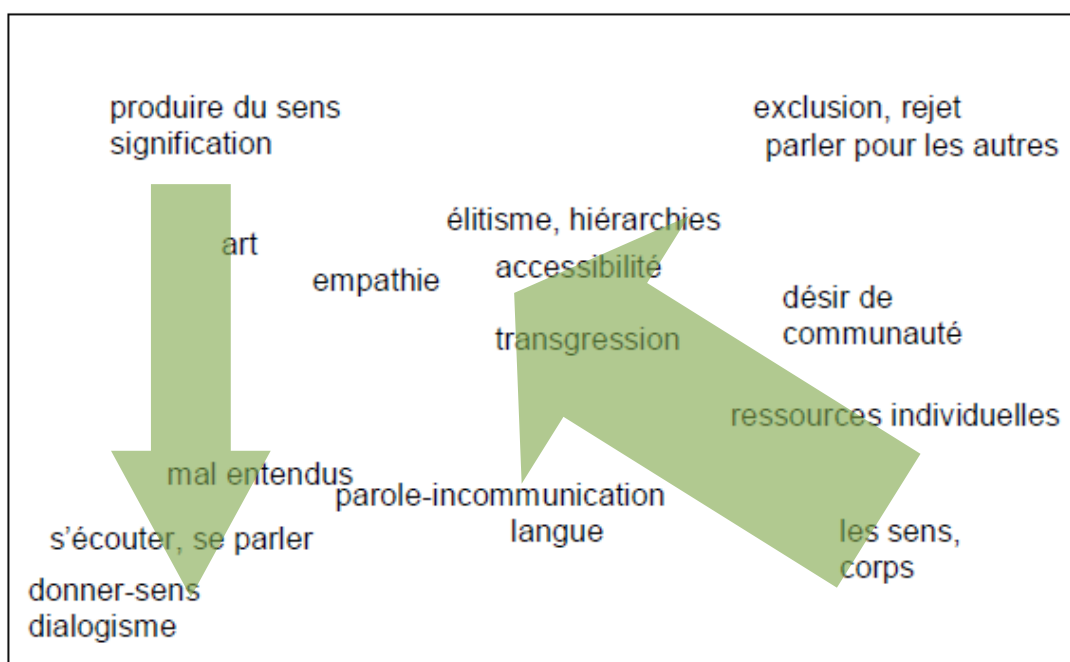 produire du sens
signification
exclusion, rejet
parler pour les autres
élitisme, hiérarchies
art
accessibilité
empathie
désir de
communauté
transgression
ressources individuelles
mal entendus
parole-incommunication
langue
s’écouter, se parler
les sens,
corps
donner-sens
dialogisme